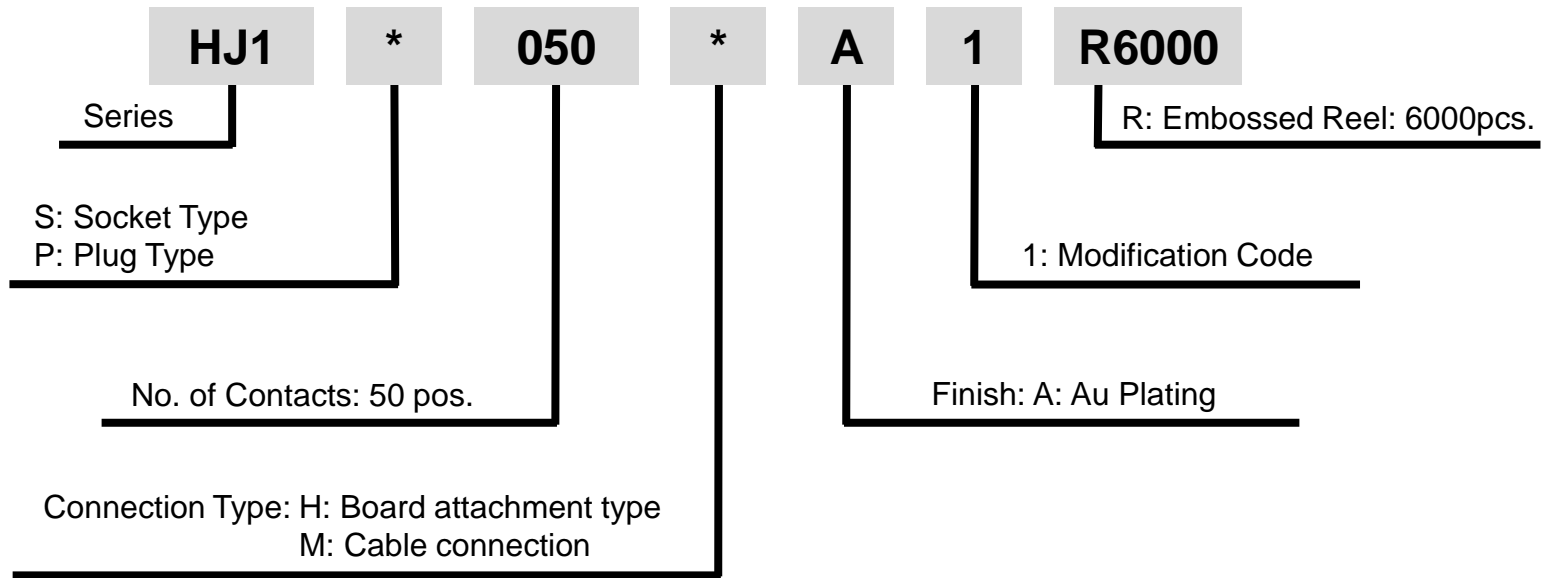 HJ1 * 050 * A 1 R6000
Series
R: Embossed Reel: 6000pcs.
S: Socket Type
P: Plug Type
1: Modification Code
No. of Contacts: 50 pos.
Finish: A: Au Plating
Connection Type: H: Board attachment type
M: Cable connection